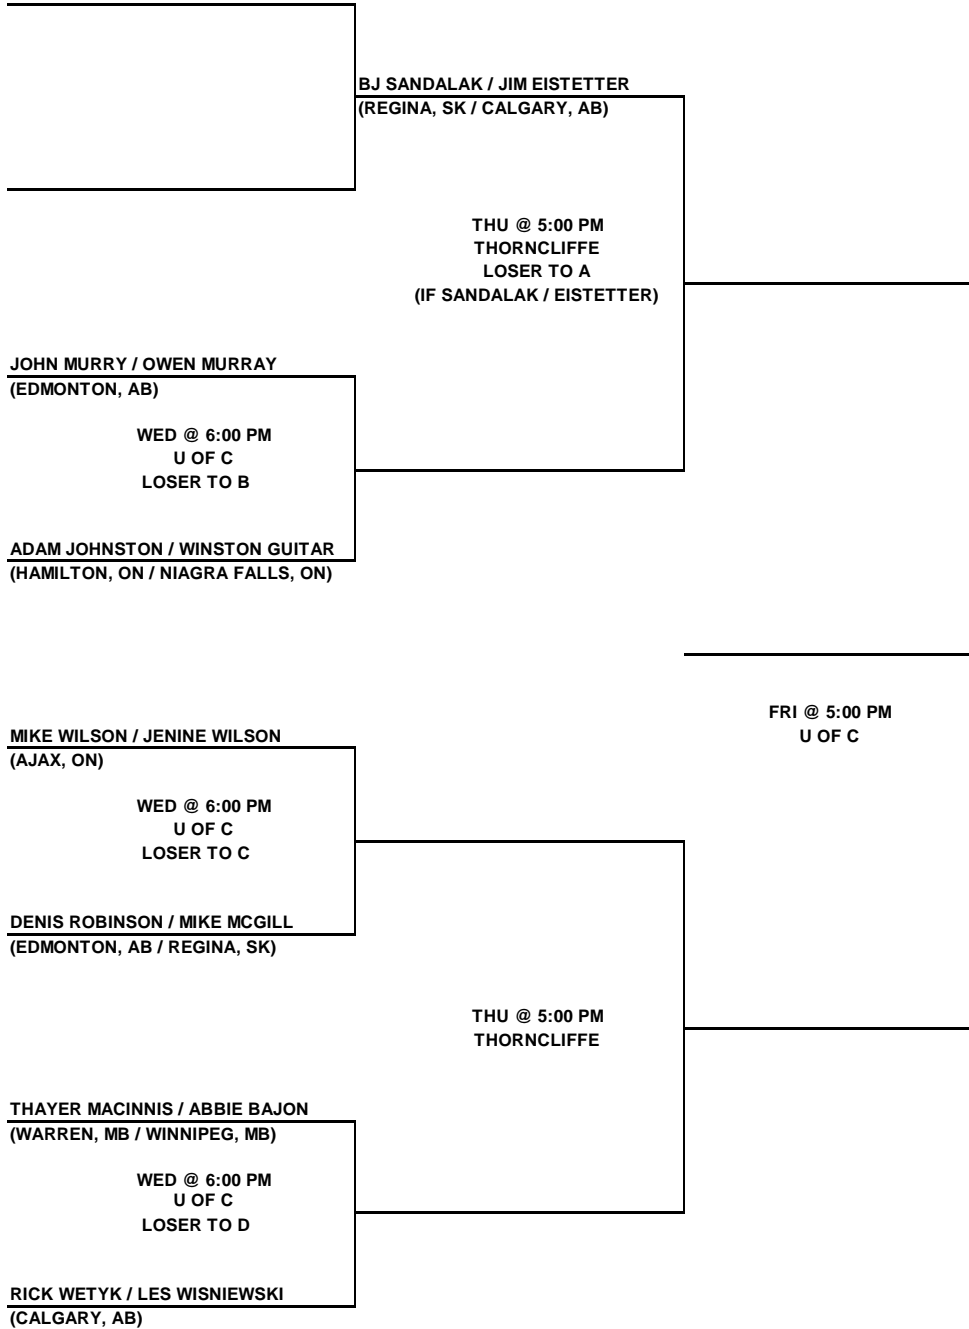 BJ SANDALAK / JIM EISTETTER
(REGINA, SK / CALGARY, AB)
THU @ 5:00 PM
THORNCLIFFE
LOSER TO A
(IF SANDALAK / EISTETTER)
JOHN MURRY / OWEN MURRAY
(EDMONTON, AB)
WED @ 6:00 PM
U OF C
LOSER TO B
ADAM JOHNSTON / WINSTON GUITAR
(HAMILTON, ON / NIAGRA FALLS, ON)
FRI @ 5:00 PM
U OF C
MIKE WILSON / JENINE WILSON
(AJAX, ON)
WED @ 6:00 PM
U OF C
LOSER TO C
DENIS ROBINSON / MIKE MCGILL
(EDMONTON, AB / REGINA, SK)
THU @ 5:00 PM
THORNCLIFFE
THAYER MACINNIS / ABBIE BAJON
(WARREN, MB / WINNIPEG, MB)
WED @ 6:00 PM
U OF C
LOSER TO D
RICK WETYK / LES WISNIEWSKI
(CALGARY, AB)